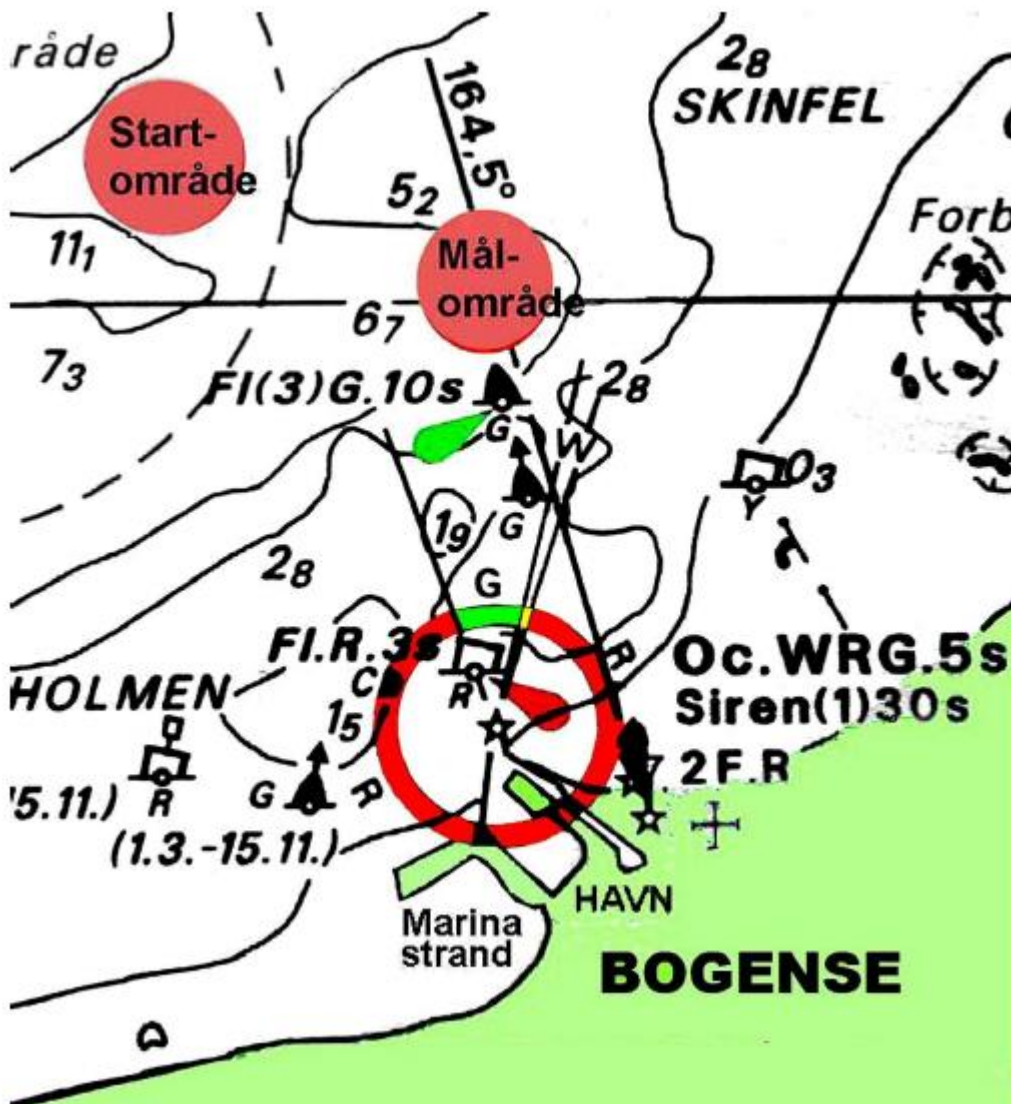 råde
Start-
område
164,5°
2₈
SKINFEL
5₂
Forb
11₁
Mål-
område
6₇
7₃
Fl(3)G.10s
2₈
G
W
O₃
Y
G
1₉
2₈
G
Fl.R.3s
R
Oc.WRG.5s
Siren(1)30s
HOLMEN
C
R
1₅
2F.R
R
G
R
15.11.)
(1.3.-15.11.)
HAVN
Marina
strand
BOGENSE